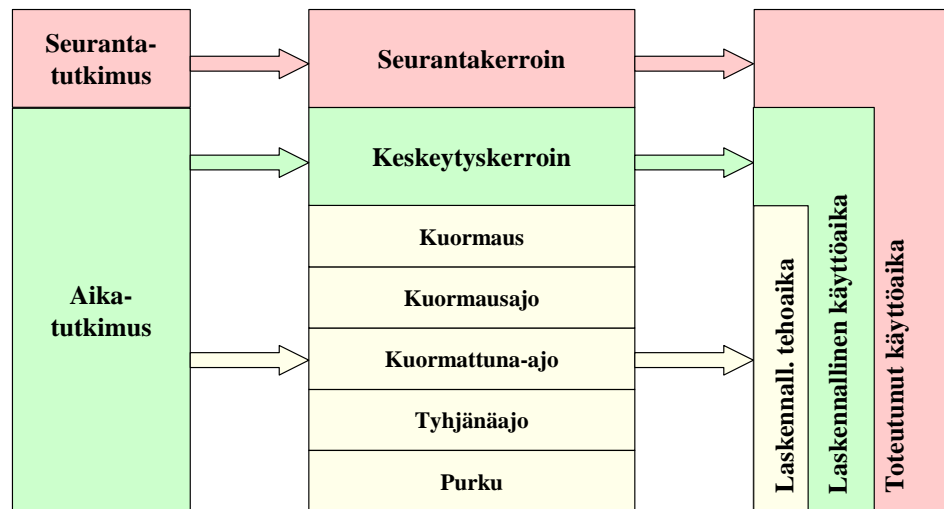 Seuranta-
tutkimus
Seurantakerroin
Keskeytyskerroin
Aika-
tutkimus
Kuormaus
Kuormausajo
Kuormattuna-ajo
Tyhjänäajo
Purku
Laskennall. tehoaika
Laskennallinen käyttöaika
Toteutunut käyttöaika